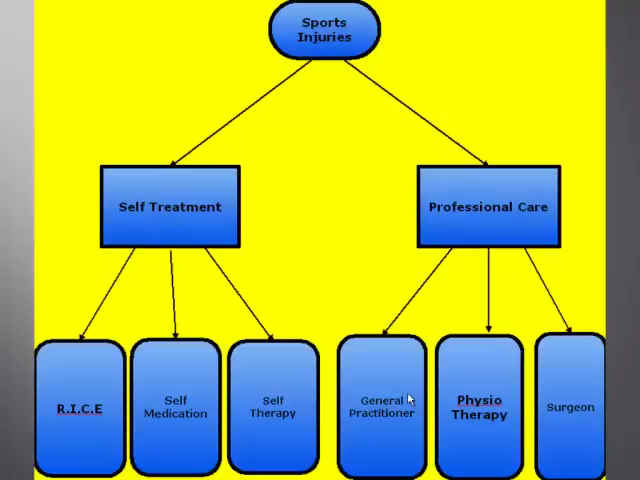 Sports
Injuries
Self Treatment
Professional Care
R.I.C.E
Self
Medication
Self
Therapy
General
Practitioner
Physio
Therapy
Surgeon